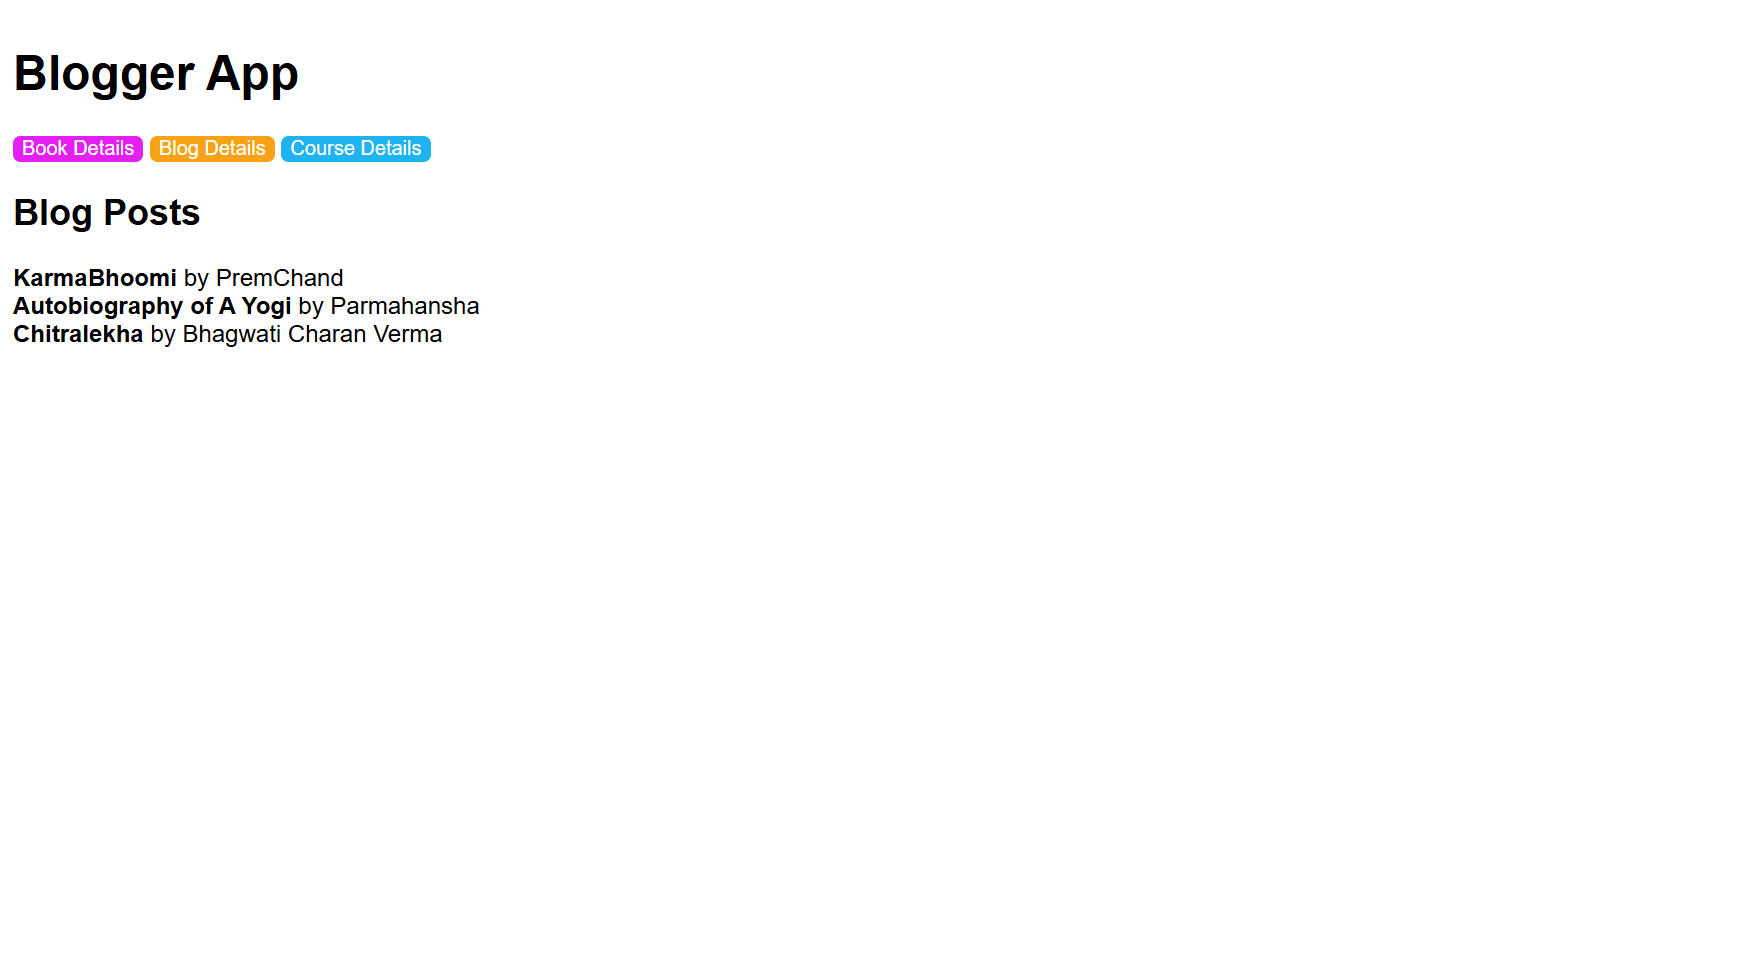 Blogger App
Book Details Blog Details Course Details
Blog Posts
KarmaBhoomi by PremChand
Autobiography of A Yogi by Parmahansha
Chitralekha by Bhagwati Charan Verma